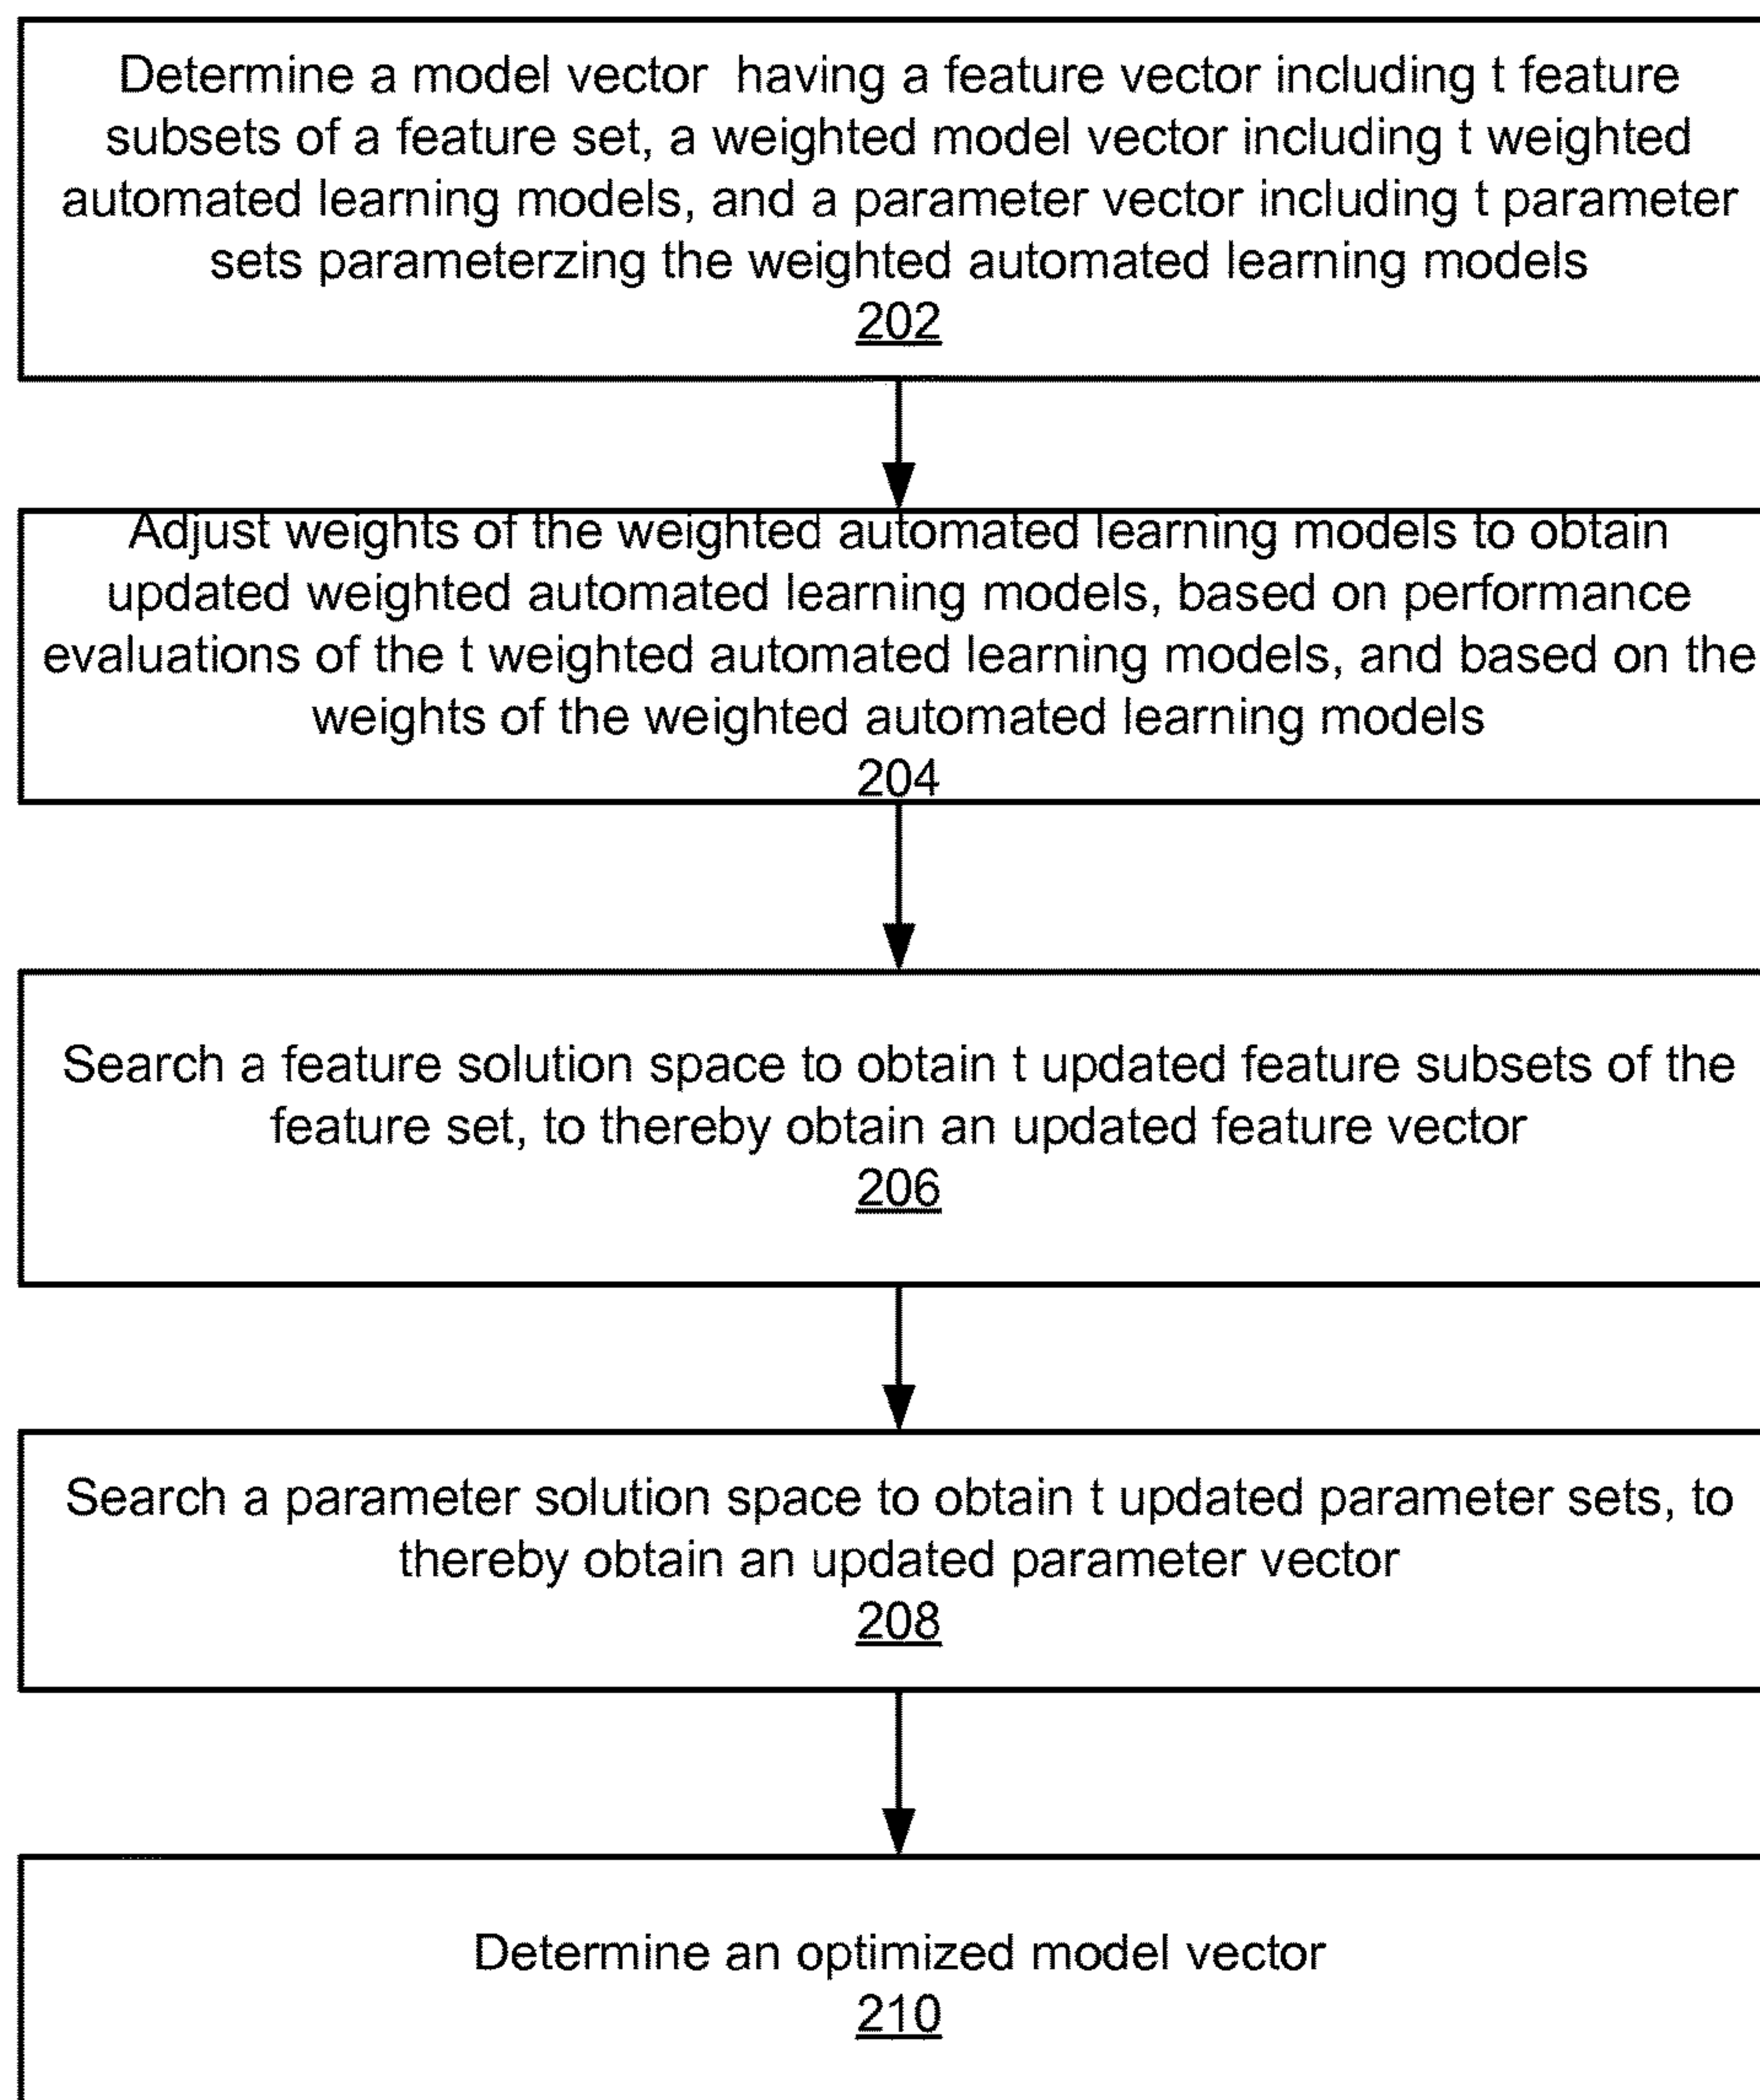 Determine a model vector having a feature vector including t feature
subsets of a feature set, a weighted model vector including t weighted
automated learning models, and a parameter vector including t parameter
sets parameterzing the weighted automated learning models
202
Adjust weights of the weighted automated learning models to obtain
updated weighted automated learning models, based on performance
evaluations of the t weighted automated learning models, and based on the
weights of the weighted automated learning models
204
Search a feature solution space to obtain t updated feature subsets of the
feature set, to thereby obtain an updated feature vector
206
Search a parameter solution space to obtain t updated parameter sets, to
thereby obtain an updated parameter vector
208
Determine an optimized model vector
210